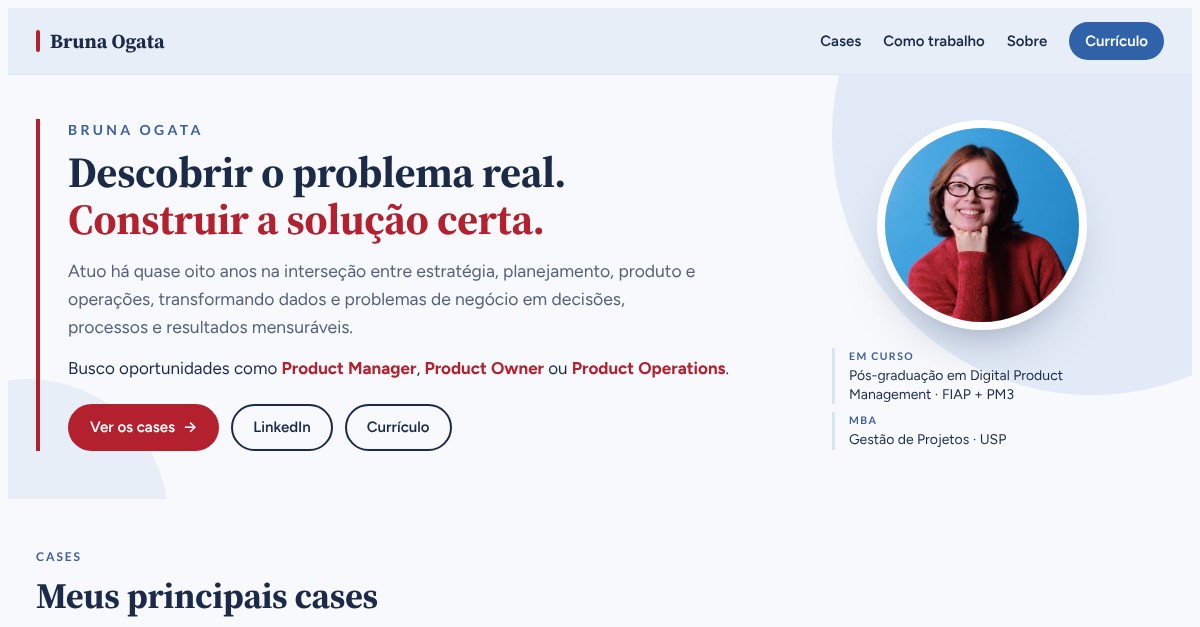 Bruna Ogata
Cases Como trabalho Sobre Currículo
BRUNA OGATA
Descobrir o problema real.
Construir a solução certa.
Atuo há quase oito anos na interseção entre estratégia, planejamento, produto e
operações, transformando dados e problemas de negócio em decisões,
processos e resultados mensuráveis.
Busco oportunidades como Product Manager, Product Owner ou Product Operations.
Ver os cases → LinkedIn Currículo
EM CURSO
Pós-graduação em Digital Product
Management · FIAP + PM3
MBA
Gestão de Projetos · USP
CASES
Meus principais cases